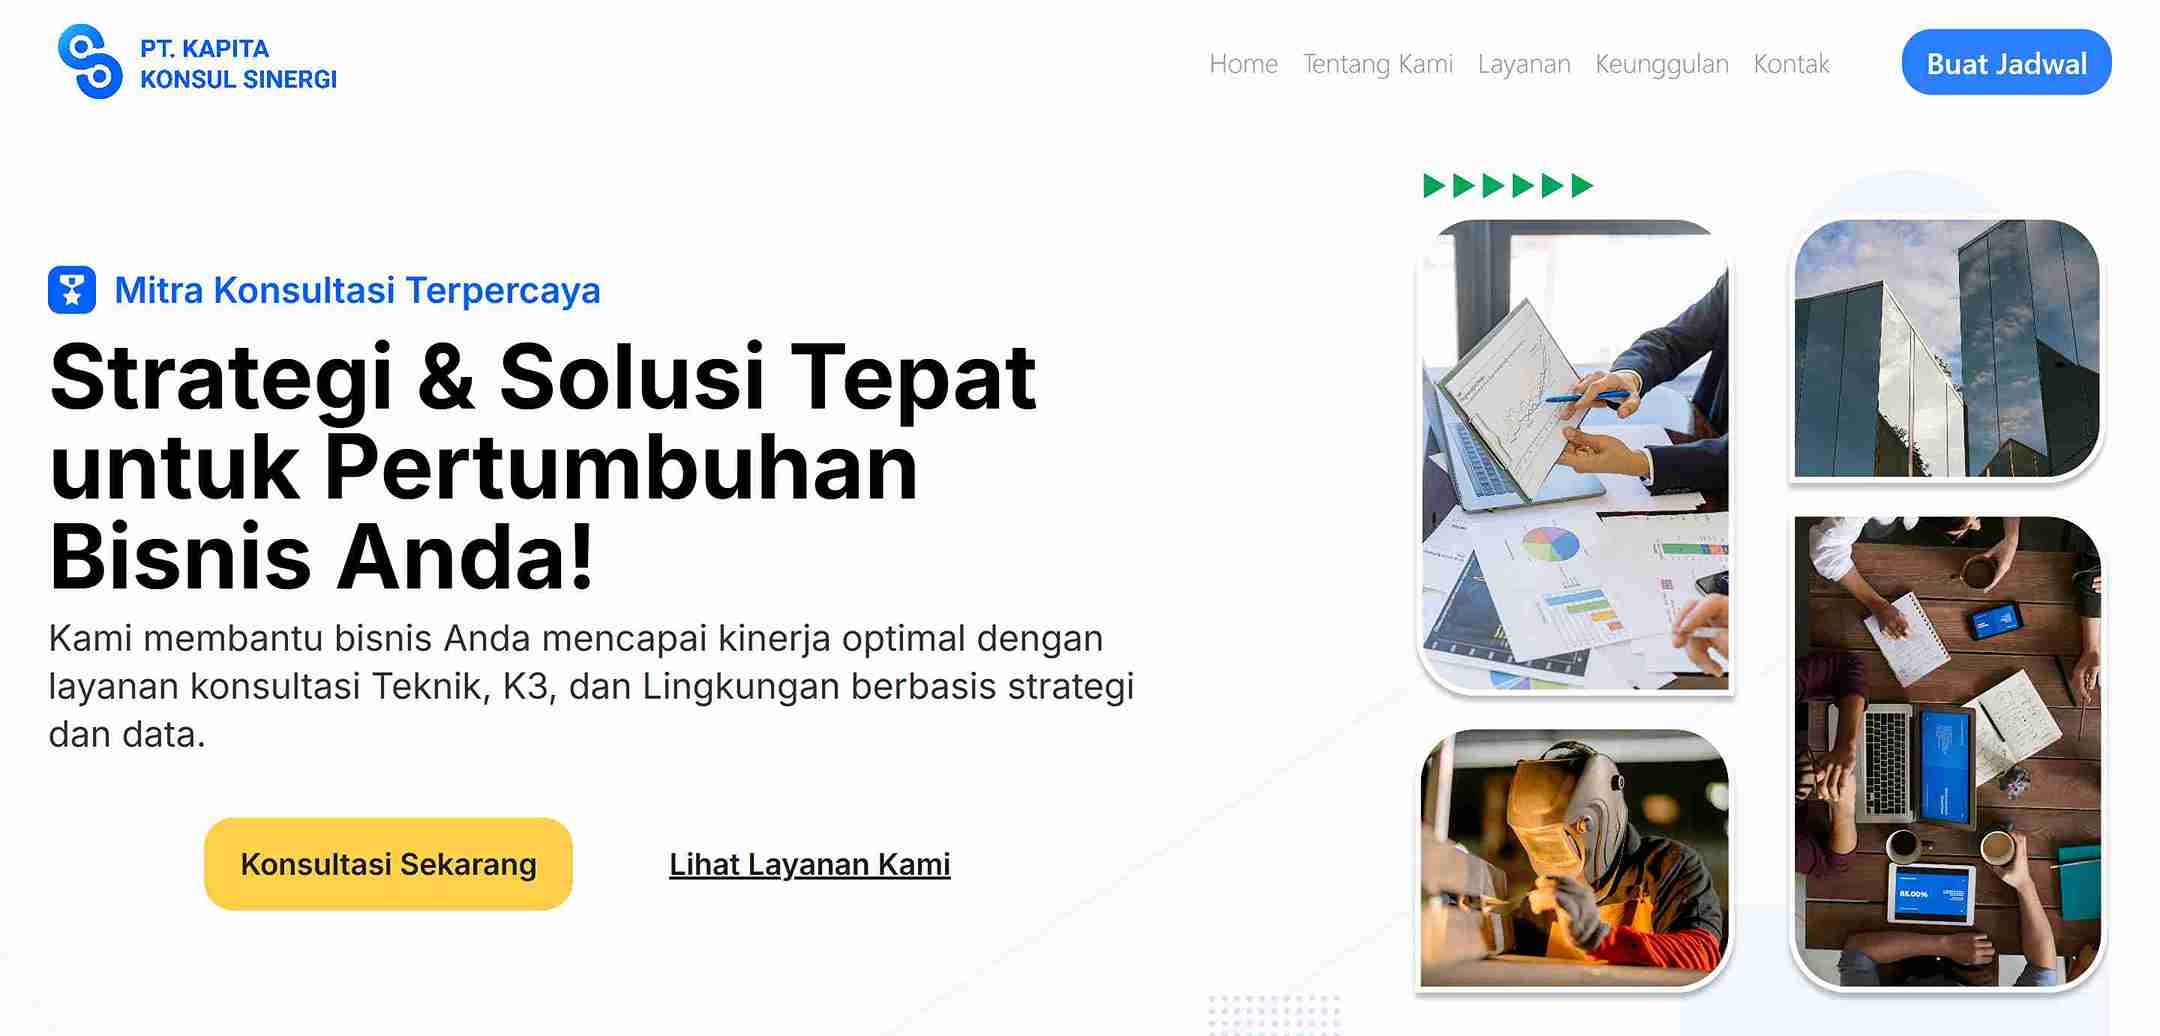 PT. KAPITA
KONSUL SINERGI
Home Tentang Kami Layanan Keunggulan Kontak
Buat Jadwal
Mitra Konsultasi Terpercaya
Strategi & Solusi Tepat
untuk Pertumbuhan
Bisnis Anda!
Kami membantu bisnis Anda mencapai kinerja optimal dengan
layanan konsultasi Teknik, K3, dan Lingkungan berbasis strategi
dan data.
Konsultasi Sekarang
Lihat Layanan Kami
85.00%